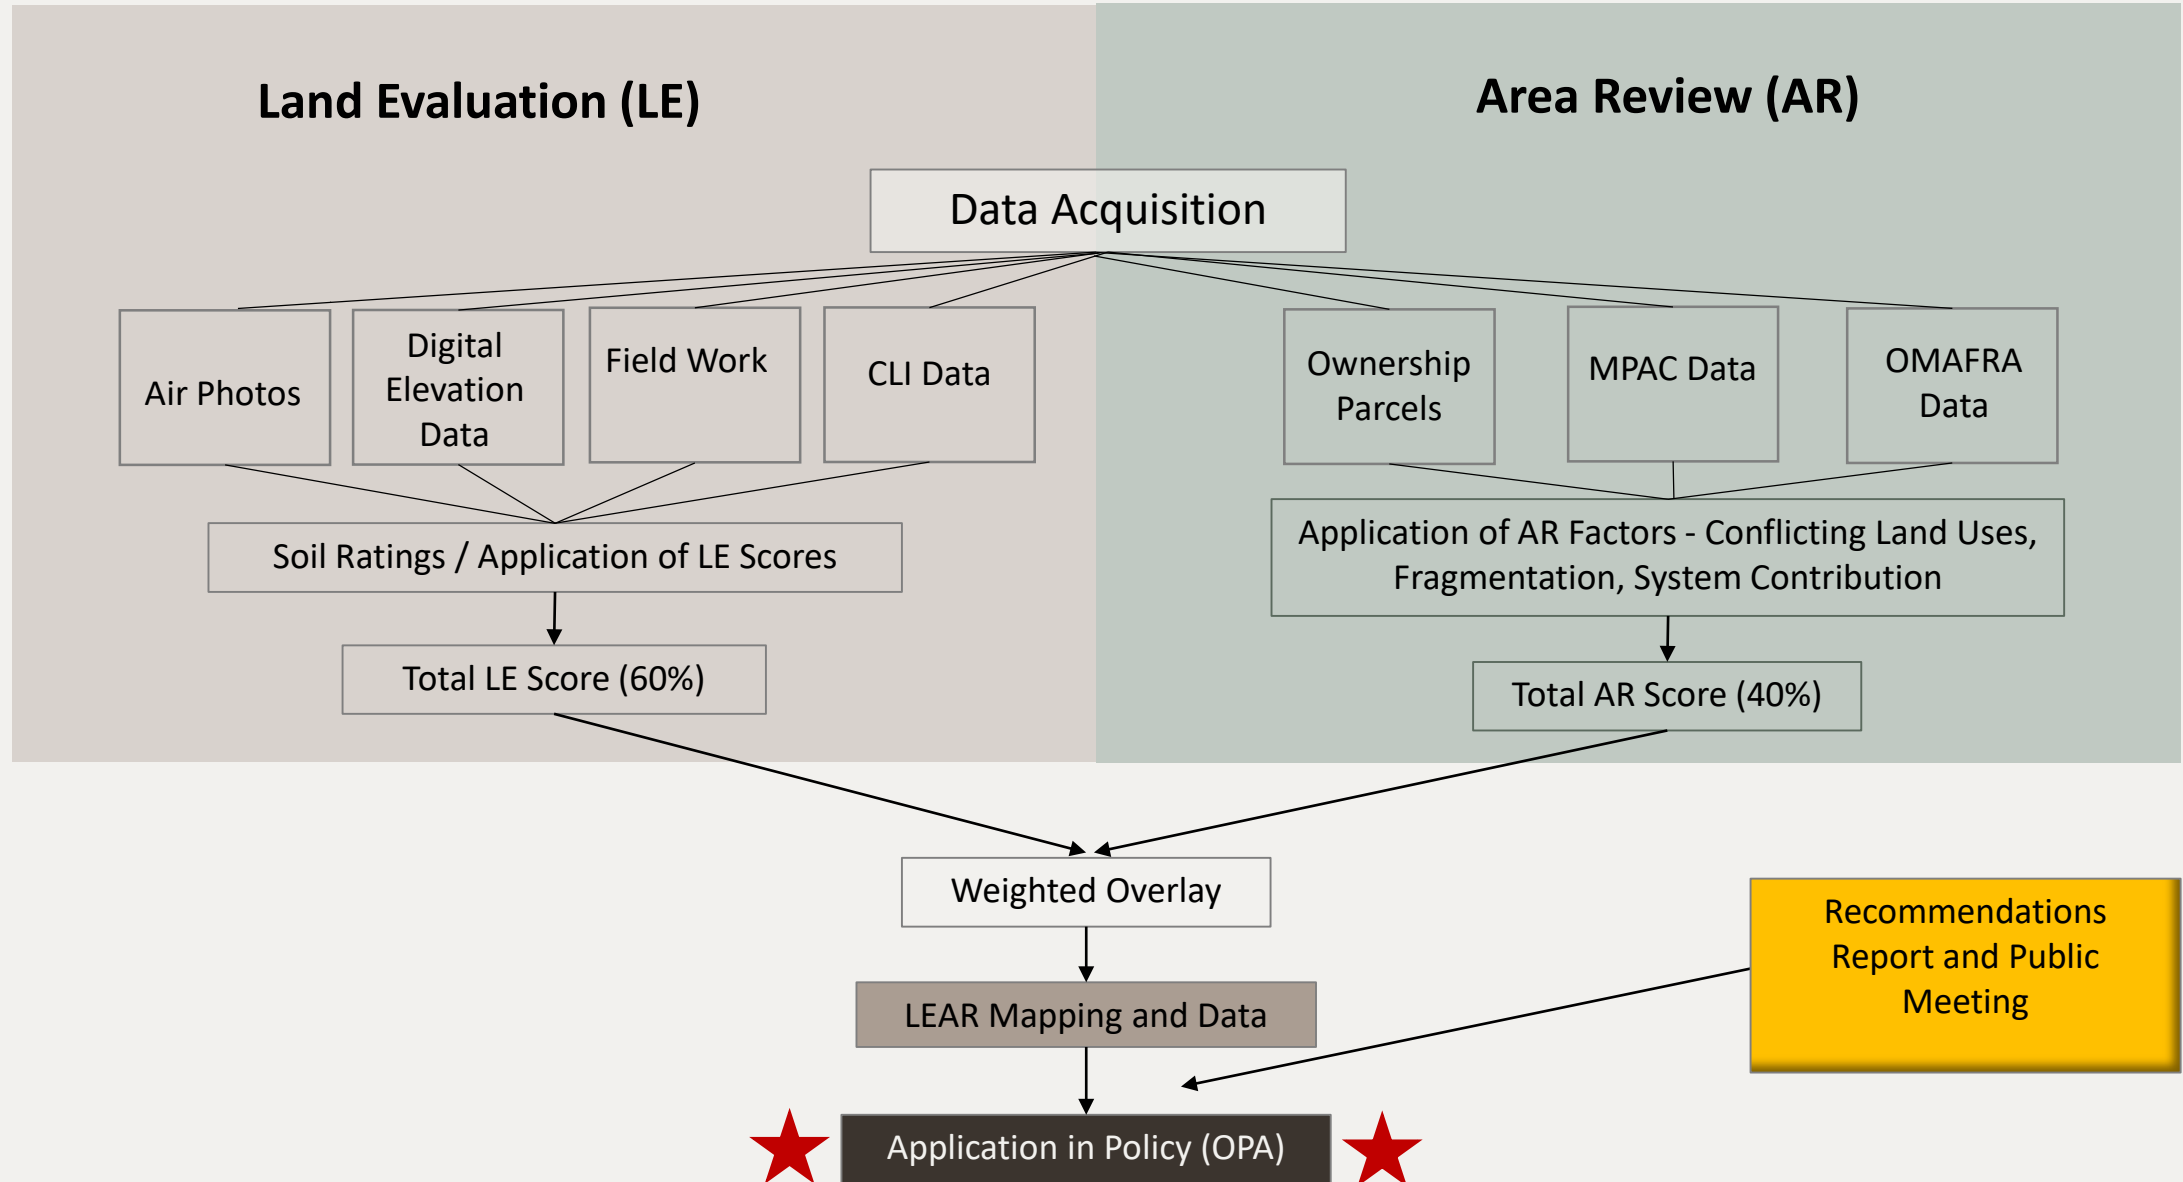 Land Evaluation (LE)
Area Review (AR)
Data Acquisition
Air Photos
Digital
Elevation
Data
Field Work
CLI Data
Ownership
Parcels
MPAC Data
OMAFRA
Data
Soil Ratings / Application of LE Scores
Application of AR Factors - Conflicting Land Uses,
Fragmentation, System Contribution
Total LE Score (60%)
Total AR Score (40%)
Weighted Overlay
Recommendations
Report and Public
Meeting
LEAR Mapping and Data
Application in Policy (OPA)